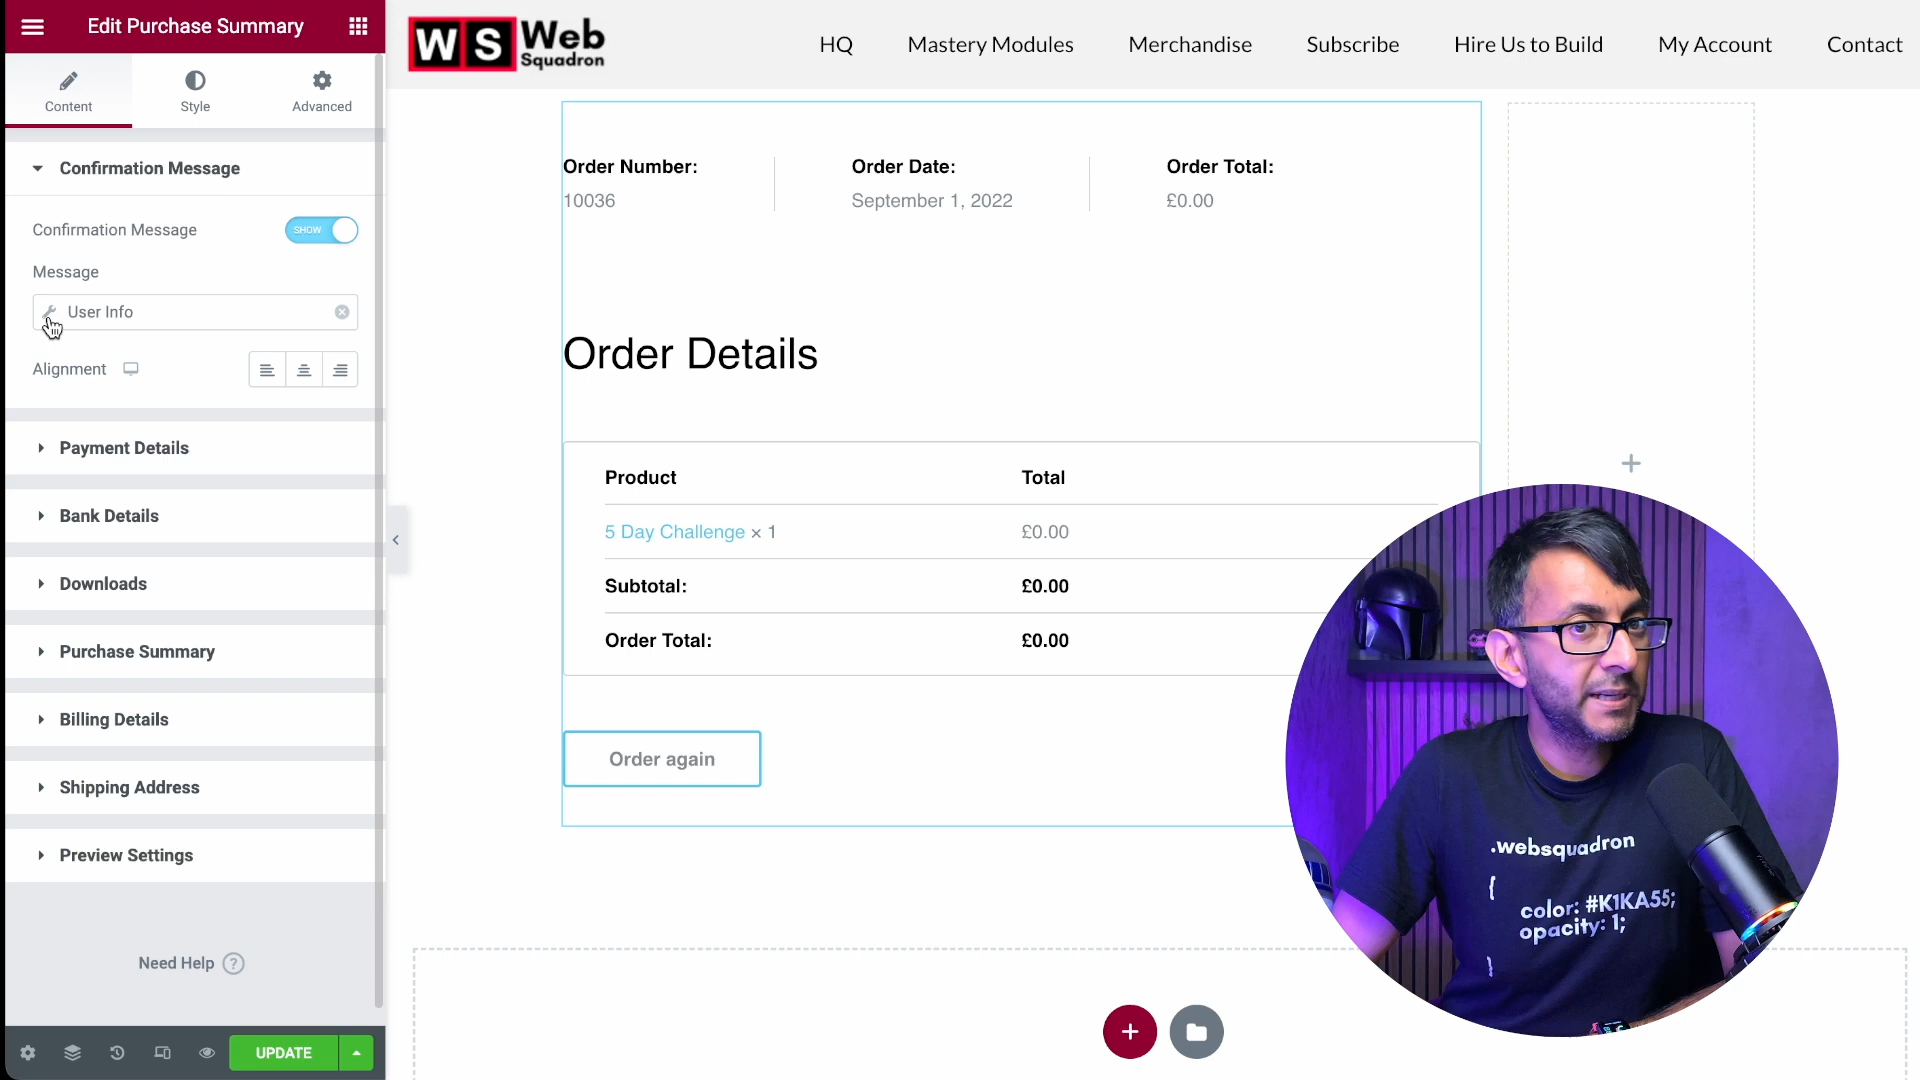 Edit Purchase Summary
Content
Style
Advanced
Confirmation Message
Confirmation Message
SHOW
Message
User Info
Alignment
Payment Details
Bank Details
Downloads
Purchase Summary
Billing Details
Shipping Address
Preview Settings
Need Help ?
UPDATE
WS Web Squadron
HQ
Mastery Modules
Merchandise
Subscribe
Hire Us to Build
My Account
Contact
Order Number:
10036
Order Date:
September 1, 2022
Order Total:
£0.00
Order Details
Product Total
5 Day Challenge × 1 £0.00
Subtotal: £0.00
Order Total: £0.00
Order again
.websquadron
{
color: #K1KA55;
opacity: 1;
}